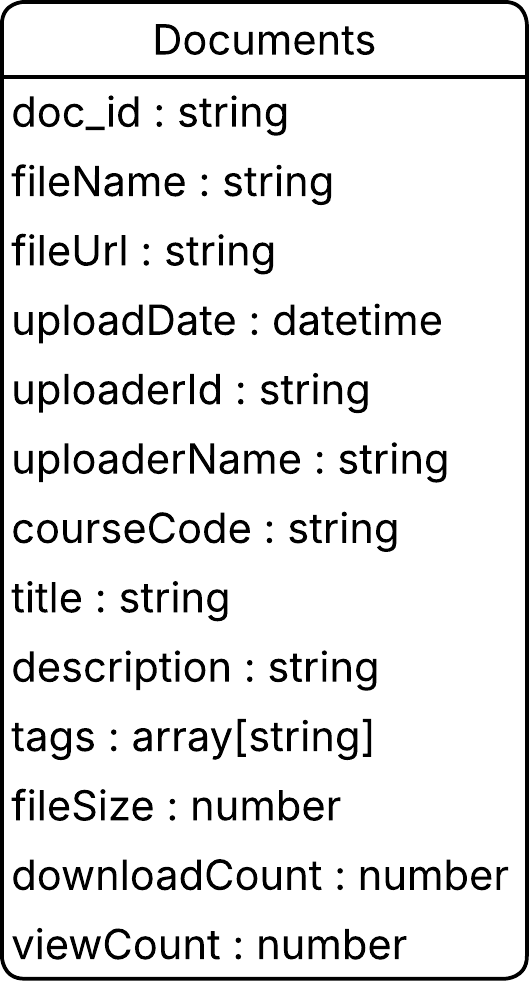 Documents
doc_id : string
fileName : string
fileUrl : string
uploadDate : datetime
uploaderId : string
uploaderName : string
courseCode : string
title : string
description : string
tags : array[string]
fileSize : number
downloadCount : number
viewCount : number